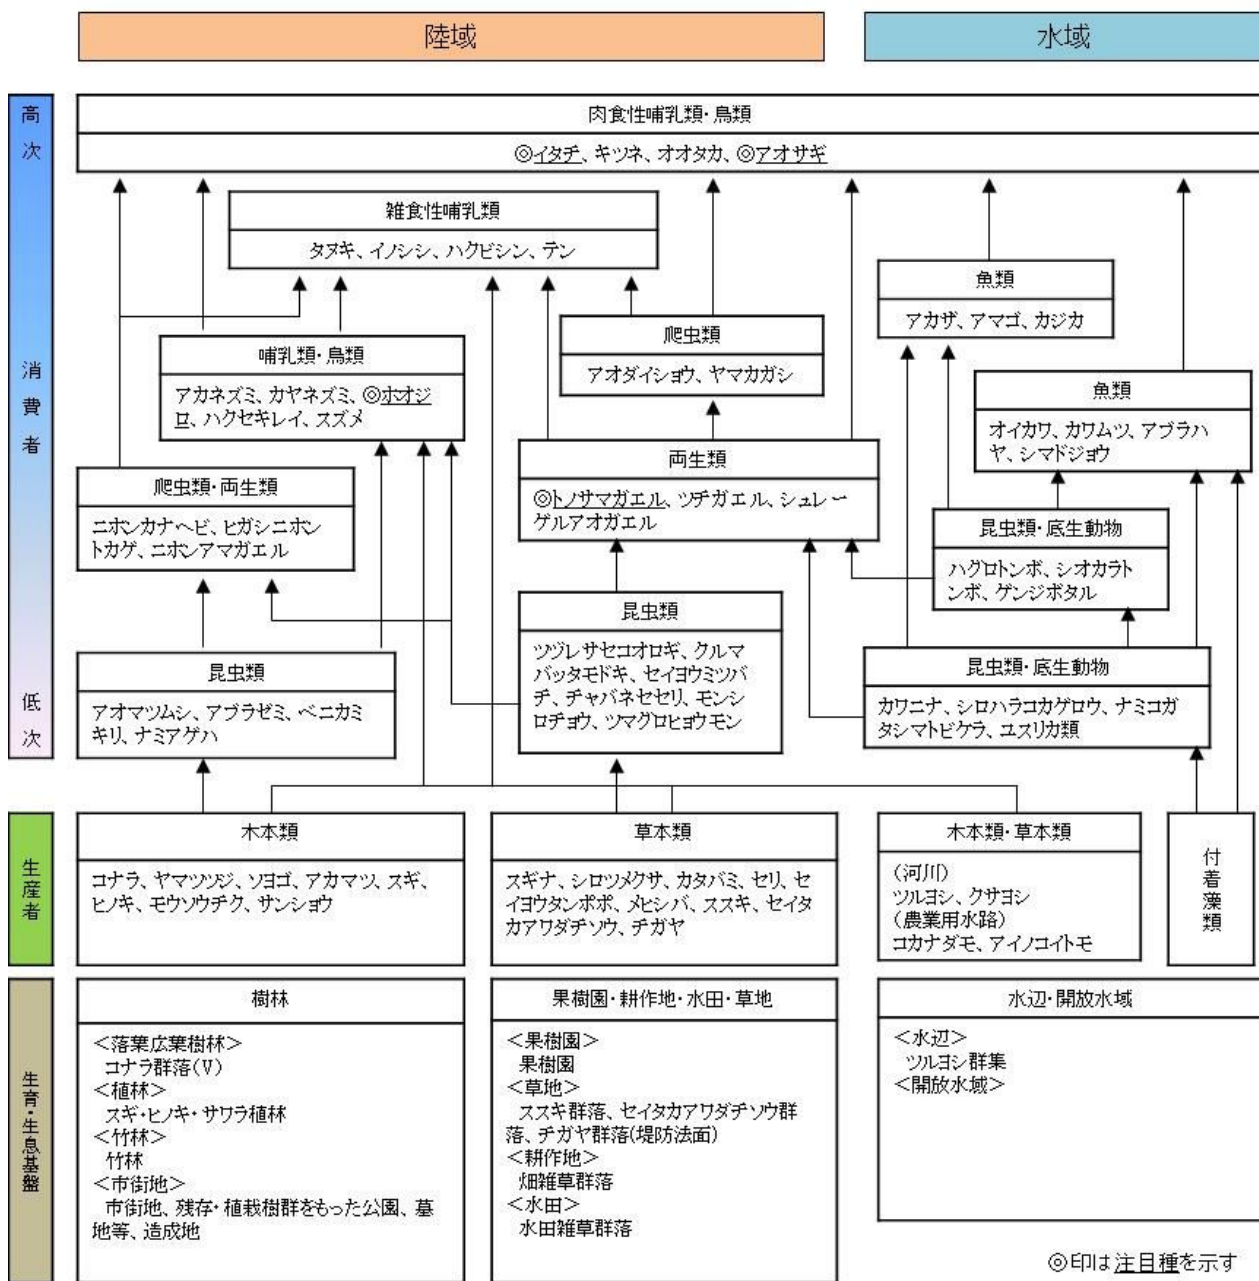 陸域
水域
高次
消費者
低次
生産者
生育・生息基盤
肉食性哺乳類・鳥類
◎イタチ、キツネ、オオタカ、◎アオサギ
雑食性哺乳類
タヌキ、イノシシ、ハクビシン、テン
魚類
アカザ、アマゴ、カジカ
爬虫類
アオダイショウ、ヤマカガシ
哺乳類・鳥類
アカネズミ、カヤネズミ、◎ホオジ
ロ、ハクセキレイ、スズメ
魚類
オイカワ、カワムツ、アブラハ
ヤ、シマドジョウ
両生類
◎トノサマガエル、ツチガエル、シュレー
ゲルアオガエル
爬虫類・両生類
ニホンカナヘビ、ヒガシニホン
トカゲ、ニホンアマガエル
昆虫類・底生動物
ハグロトンボ、シオカラト
ンボ、ゲンジボタル
昆虫類
ツヅレサセコオロギ、クルマ
バッタモドキ、セイヨウミツバ
チ、チャバネセセリ、モンシ
ロチョウ、ツマグロヒョウモン
昆虫類
アオマツムシ、アブラゼミ、ベニカミ
キリ、ナミアゲハ
昆虫類・底生動物
カワニナ、シロハラコカゲロウ、ナミコガ
タシマトビケラ、ユスリカ類
木本類
コナラ、ヤマツツジ、ソヨゴ、アカマツ、スギ、
ヒノキ、モウソウチク、サンショウ
草本類
スギナ、シロツメクサ、カタバミ、セリ、セ
イヨウタンポポ、メヒシバ、ススキ、セイタ
カアワダチソウ、チガヤ
木本類・草本類
(河川)
ツルヨシ、クサヨシ
(農業用水路)
コカナダモ、アイノコイトモ
付着藻類
樹林
<落葉広葉樹林>
コナラ群落(V)
<植林>
スギ・ヒノキ・サワラ植林
<竹林>
竹林
<市街地>
市街地、残存・植栽樹群をもった公園、墓
地等、造成地
果樹園・耕作地・水田・草地
<果樹園>
果樹園
<草地>
ススキ群落、セイタカアワダチソウ群
落、チガヤ群落(堤防法面)
<耕作地>
畑雑草群落
<水田>
水田雑草群落
水辺・開放水域
<水辺>
ツルヨシ群集
<開放水域>
◎印は注目種を示す